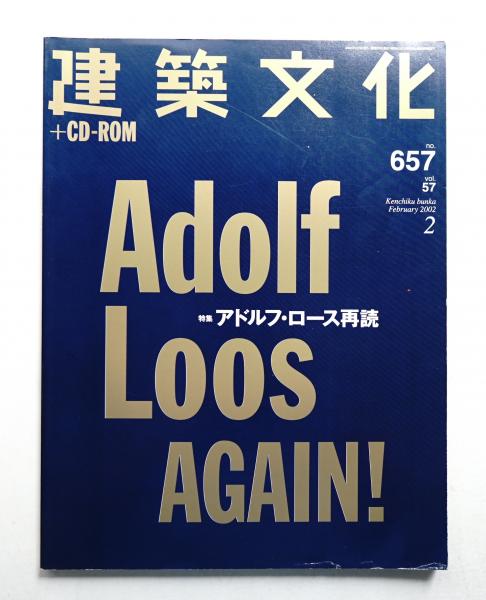 建築文化
+CD-ROM
no.
657
vol.
57
Kenchiku bunka
February 2002
2
Adolf
特集 アドルフ・ロース再読
Loos
AGAIN!